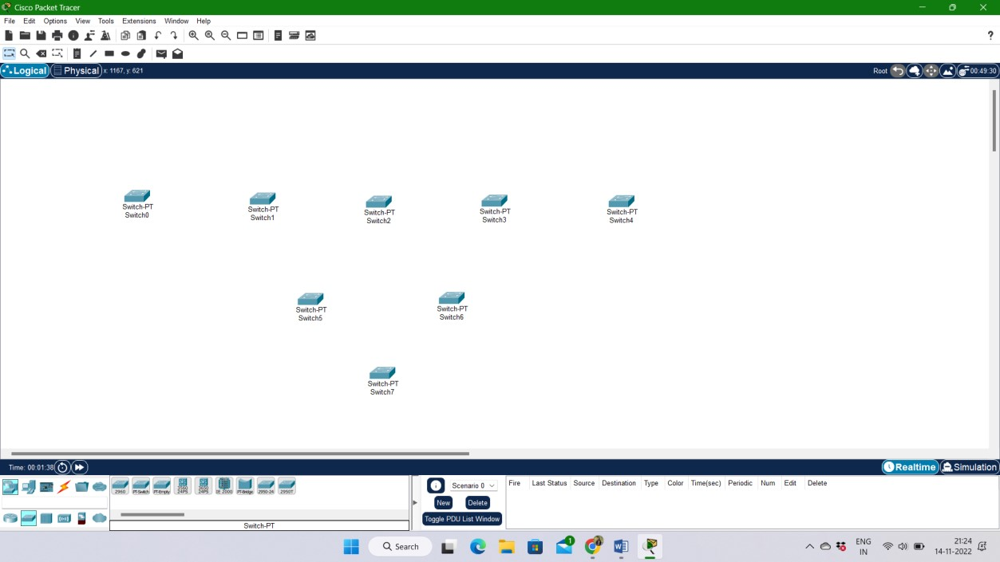 Cisco Packet Tracer
File Edit Options View Tools Extensions Window Help
?
Logical Physical x: 1167, y: 621 Root 00:49:30
Switch-PT
Switch0
Switch-PT
Switch1
Switch-PT
Switch2
Switch-PT
Switch3
Switch-PT
Switch4
Switch-PT
Switch5
Switch-PT
Switch6
Switch-PT
Switch7
Time: 00:01:38 Realtime Simulation
2960 PT-Switch PT-Empty 3560 24PS 3650 24PS IE 2000 PT-Bridge 2950-24 2950T
Switch-PT
Scenario 0
New Delete
Toggle PDU List Window
Fire Last Status Source Destination Type Color Time(sec) Periodic Num Edit Delete
Search
1
ENG
IN
21:24
14-11-2022